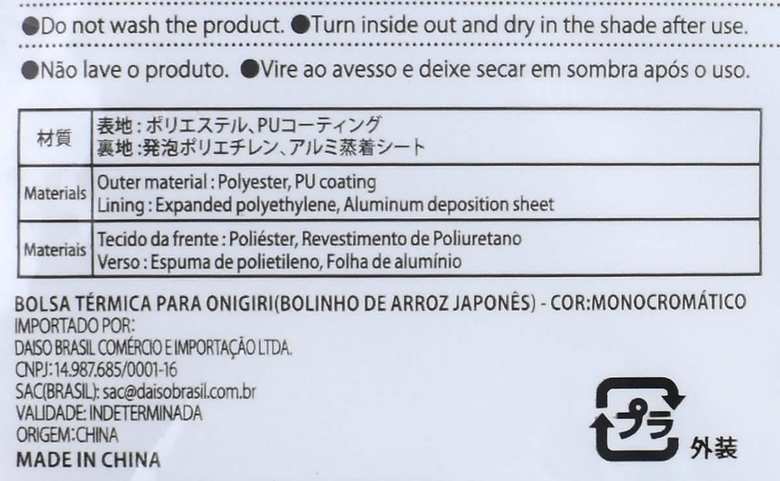 ●Do not wash the product. ●Turn inside out and dry in the shade after use.
●Não lave o produto. ●Vire ao avesso e deixe secar em sombra após o uso.
材質
表地:ポリエステル、PUコーティング
裏地:発泡ポリエチレン、アルミ蒸着シート
Materials
Outer material : Polyester, PU coating
Lining : Expanded polyethylene, Aluminum deposition sheet
Materials
Tecido da frente : Poliéster, Revestimento de Poliuretano
Verso : Espuma de polietileno, Folha de alumínio
BOLSA TÉRMICA PARA ONIGIRI(BOLINHO DE ARROZ JAPONÊS) - COR:MONOCROMÁTICO
IMPORTADO POR:
DAISO BRASIL COMÉRCIO E IMPORTAÇÃO LTDA.
CNPJ:14.987.685/0001-16
SAC(BRASIL): sac@daisobrasil.com.br
VALIDADE: INDETERMINADA
ORIGEM:CHINA
MADE IN CHINA
プラ
外装